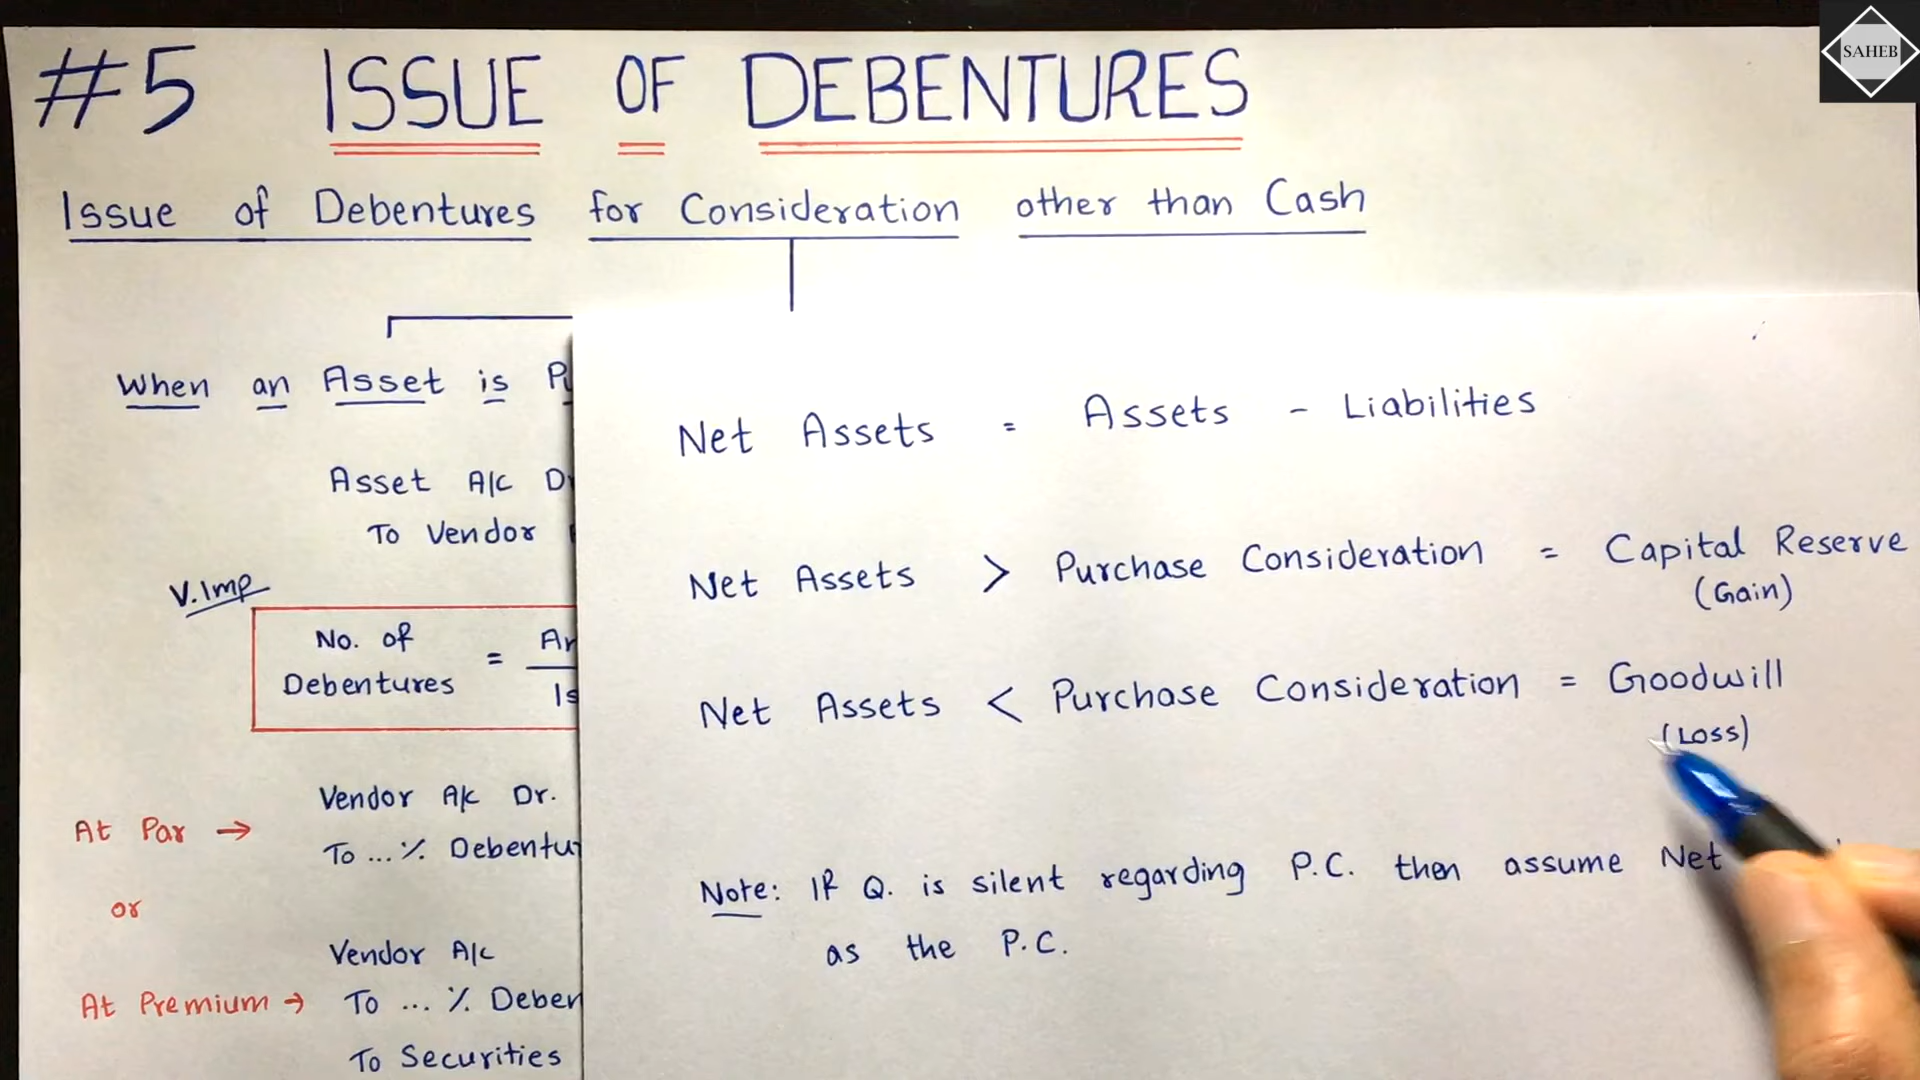 SAHEB
#5 ISSUE OF DEBENTURES
Issue of Debentures for Consideration other than Cash
When an Asset is
Asset A/c
To Vendor
V.Imp
No. of
Debentures =
Vendor A/c Dr.
At Par →
To ...%
or
Vendor A/c
At Premium → To ... %
To Securities
Net Assets = Assets - Liabilities
Net Assets > Purchase Consideration = Capital Reserve
(Gain)
Net Assets < Purchase Consideration = Goodwill
(Loss)
Note: If Q. is silent regarding P.C. then assume Net
as the P.C.